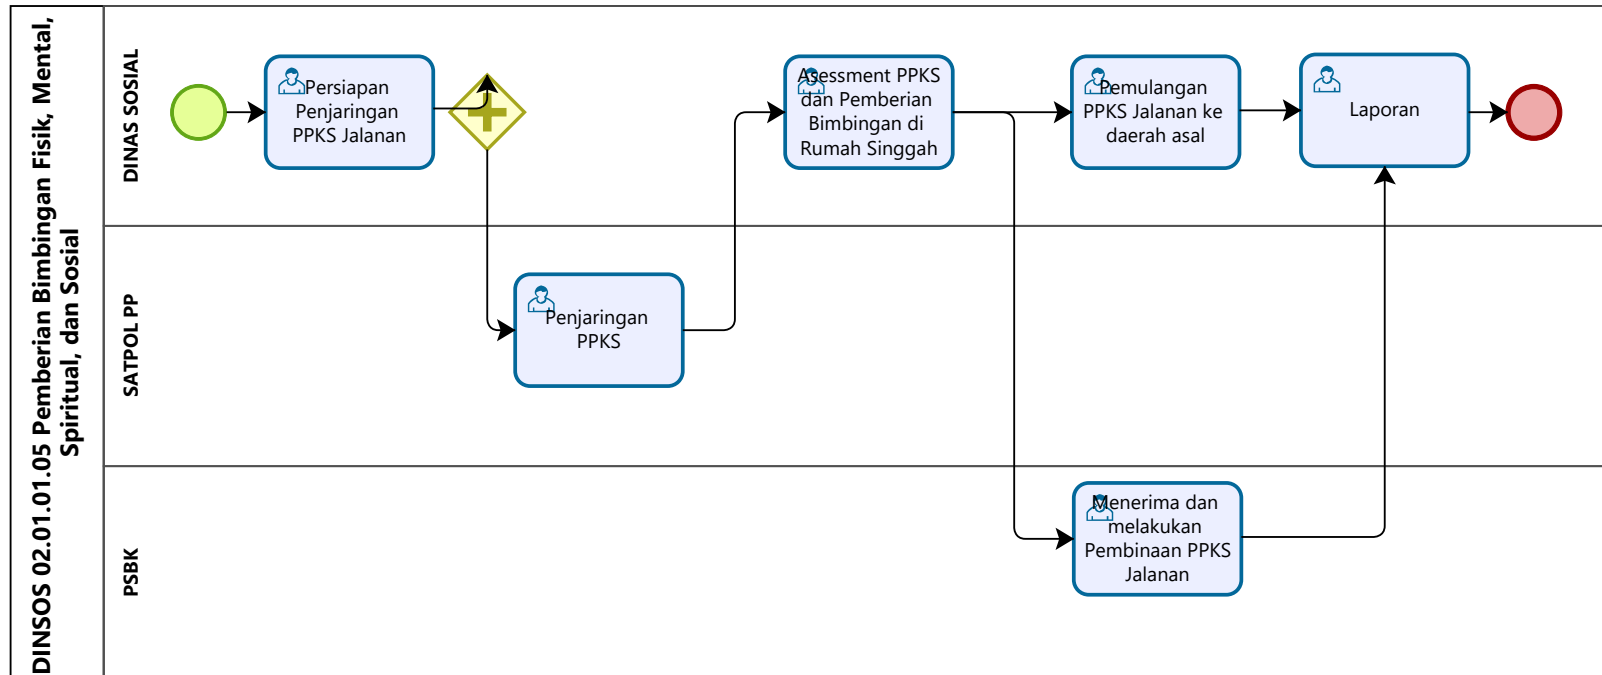 DINSOS 02.01.01.05 Pemberian Bimbingan Fisik, Mental,
Spiritual, dan Sosial
DINAS SOSIAL
Persiapan
Penjaringan
PPKS Jalanan
Asessment PPKS
dan Pemberian
Bimbingan di
Rumah Singgah
Pemulangan
PPKS Jalanan ke
daerah asal
Laporan
SATPOL PP
Penjaringan
PPKS
PSBK
Menerima dan
melakukan
Pembinaan PPKS
Jalanan